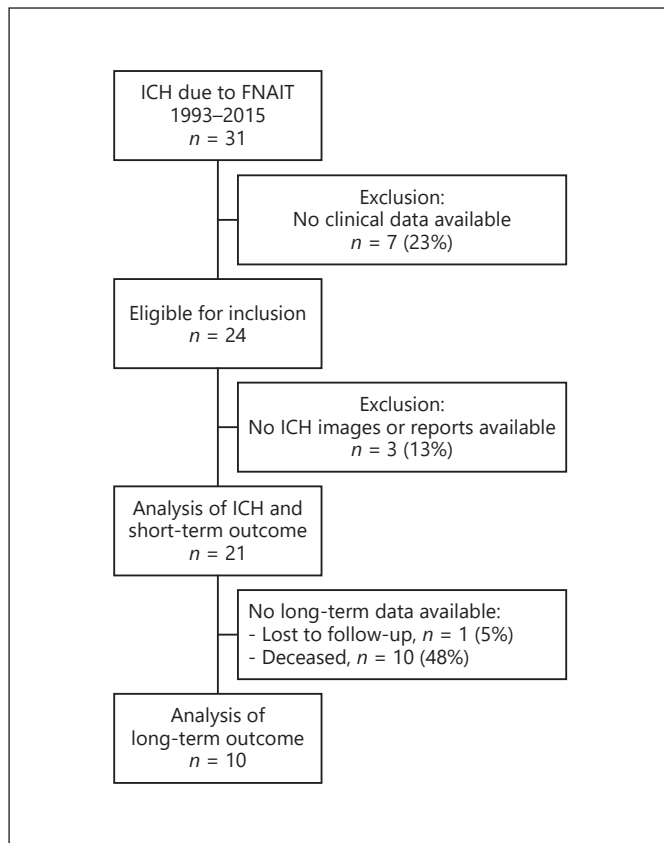 ICH due to FNAIT
1993–2015
n = 31
Exclusion:
No clinical data available
n = 7 (23%)
Eligible for inclusion
n = 24
Exclusion:
No ICH images or reports available
n = 3 (13%)
Analysis of ICH and
short-term outcome
n = 21
No long-term data available:
- Lost to follow-up, n = 1 (5%)
- Deceased, n = 10 (48%)
Analysis of
long-term outcome
n = 10